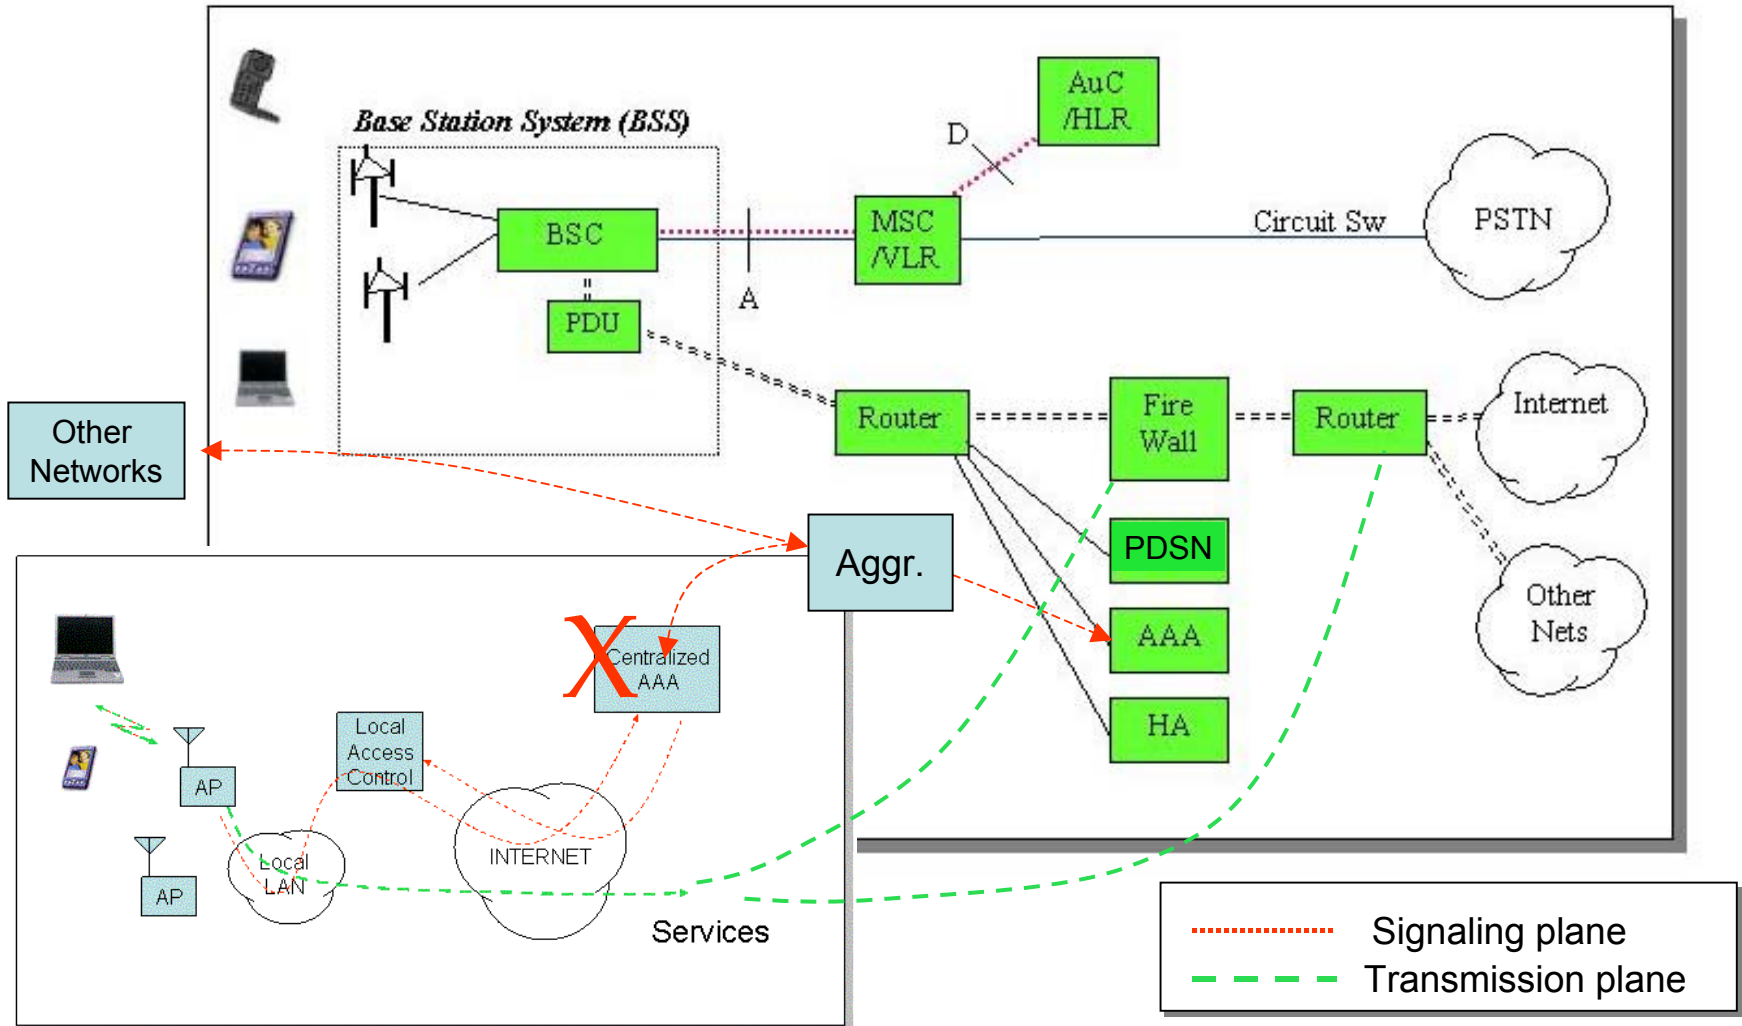 AuC
/HLR
Base Station System (BSS)
D
BSC
MSC
/VLR
Circuit Sw
PSTN
A
PDU
Router
Fire
Wall
Router
Internet
Other
Networks
PDSN
Aggr.
Other
Nets
AAA
X
Centralized
AAA
HA
Local
Access
Control
AP
INTERNET
Local
LAN
AP
Services
Signaling plane
Transmission plane